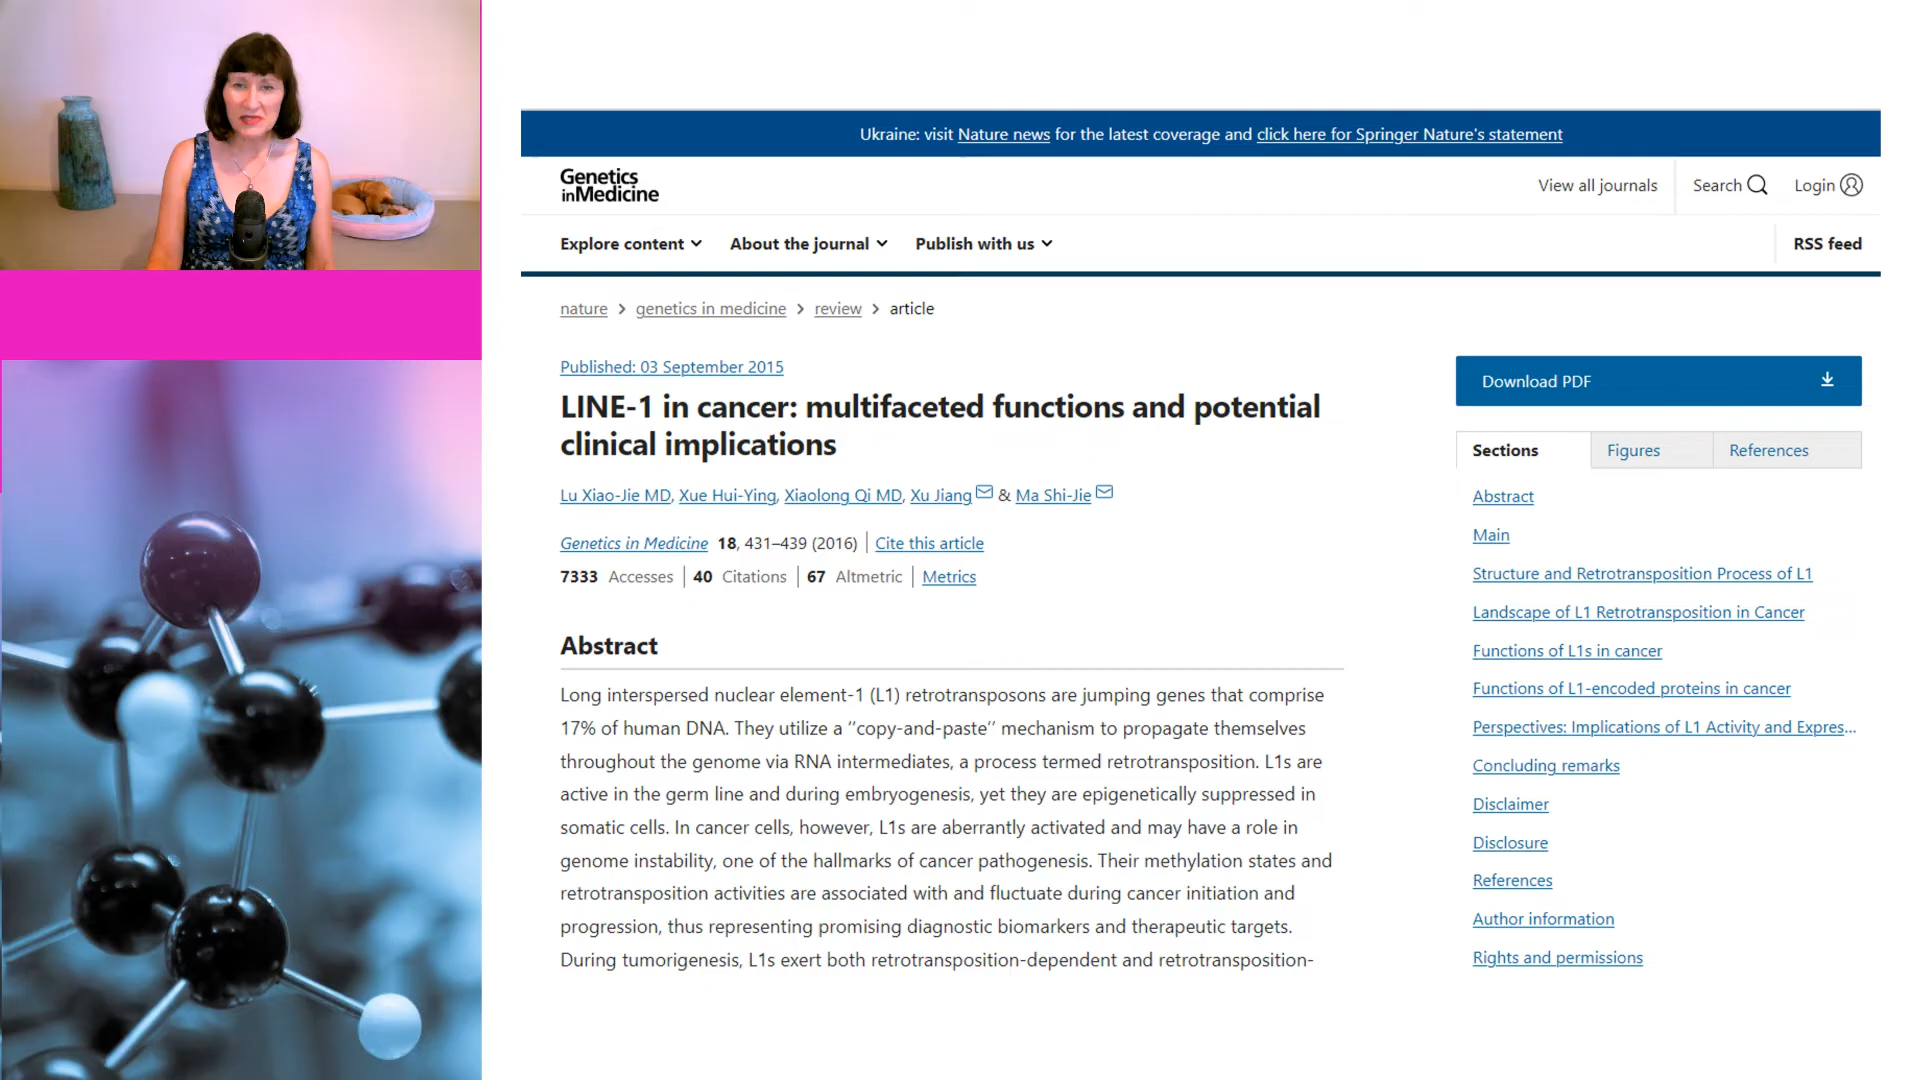 Ukraine: visit Nature news for the latest coverage and click here for Springer Nature's statement
Genetics
inMedicine
View all journals
Search
Login
Explore content
About the journal
Publish with us
RSS feed
nature > genetics in medicine > review > article
Published: 03 September 2015
LINE-1 in cancer: multifaceted functions and potential
clinical implications
Lu Xiao-Jie MD, Xue Hui-Ying, Xiaolong Qi MD, Xu Jiang & Ma Shi-Jie
Genetics in Medicine 18, 431–439 (2016) | Cite this article
7333 Accesses | 40 Citations | 67 Altmetric | Metrics
Abstract
Long interspersed nuclear element-1 (L1) retrotransposons are jumping genes that comprise
17% of human DNA. They utilize a ‘‘copy-and-paste’’ mechanism to propagate themselves
throughout the genome via RNA intermediates, a process termed retrotransposition. L1s are
active in the germ line and during embryogenesis, yet they are epigenetically suppressed in
somatic cells. In cancer cells, however, L1s are aberrantly activated and may have a role in
genome instability, one of the hallmarks of cancer pathogenesis. Their methylation states and
retrotransposition activities are associated with and fluctuate during cancer initiation and
progression, thus representing promising diagnostic biomarkers and therapeutic targets.
During tumorigenesis, L1s exert both retrotransposition-dependent and retrotransposition-
Download PDF
Sections
Figures
References
Abstract
Main
Structure and Retrotransposition Process of L1
Landscape of L1 Retrotransposition in Cancer
Functions of L1s in cancer
Functions of L1-encoded proteins in cancer
Perspectives: Implications of L1 Activity and Expres...
Concluding remarks
Disclaimer
Disclosure
References
Author information
Rights and permissions